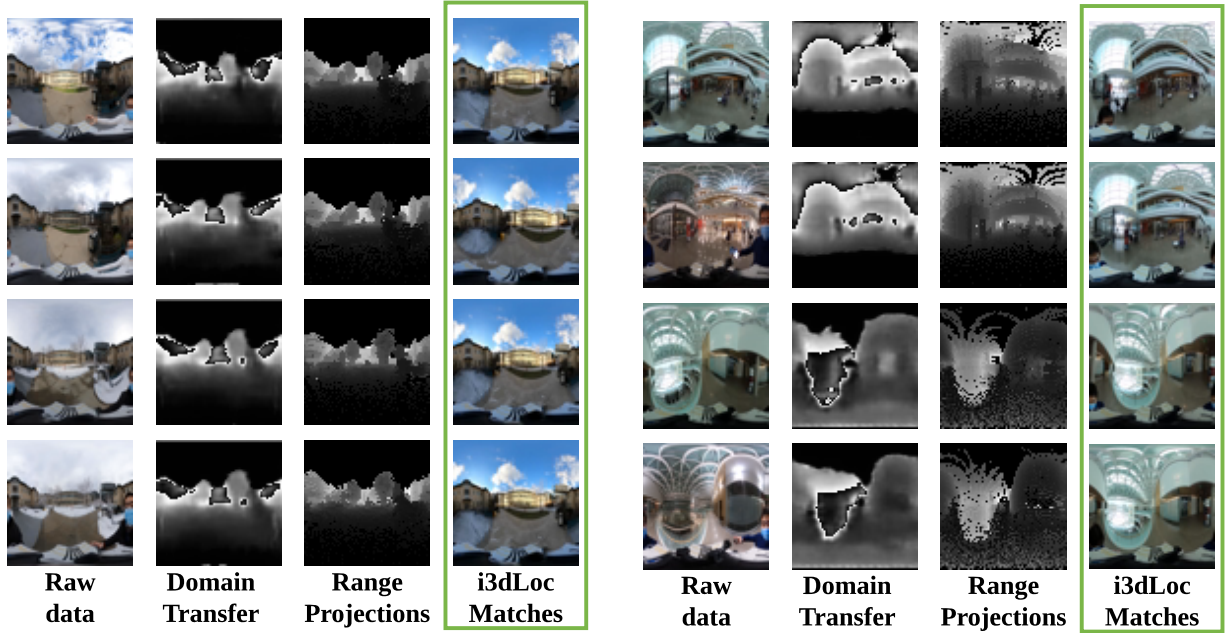 Raw
data
Domain
Transfer
Range
Projections
i3dLoc
Matches
Raw
data
Domain
Transfer
Range
Projections
i3dLoc
Matches